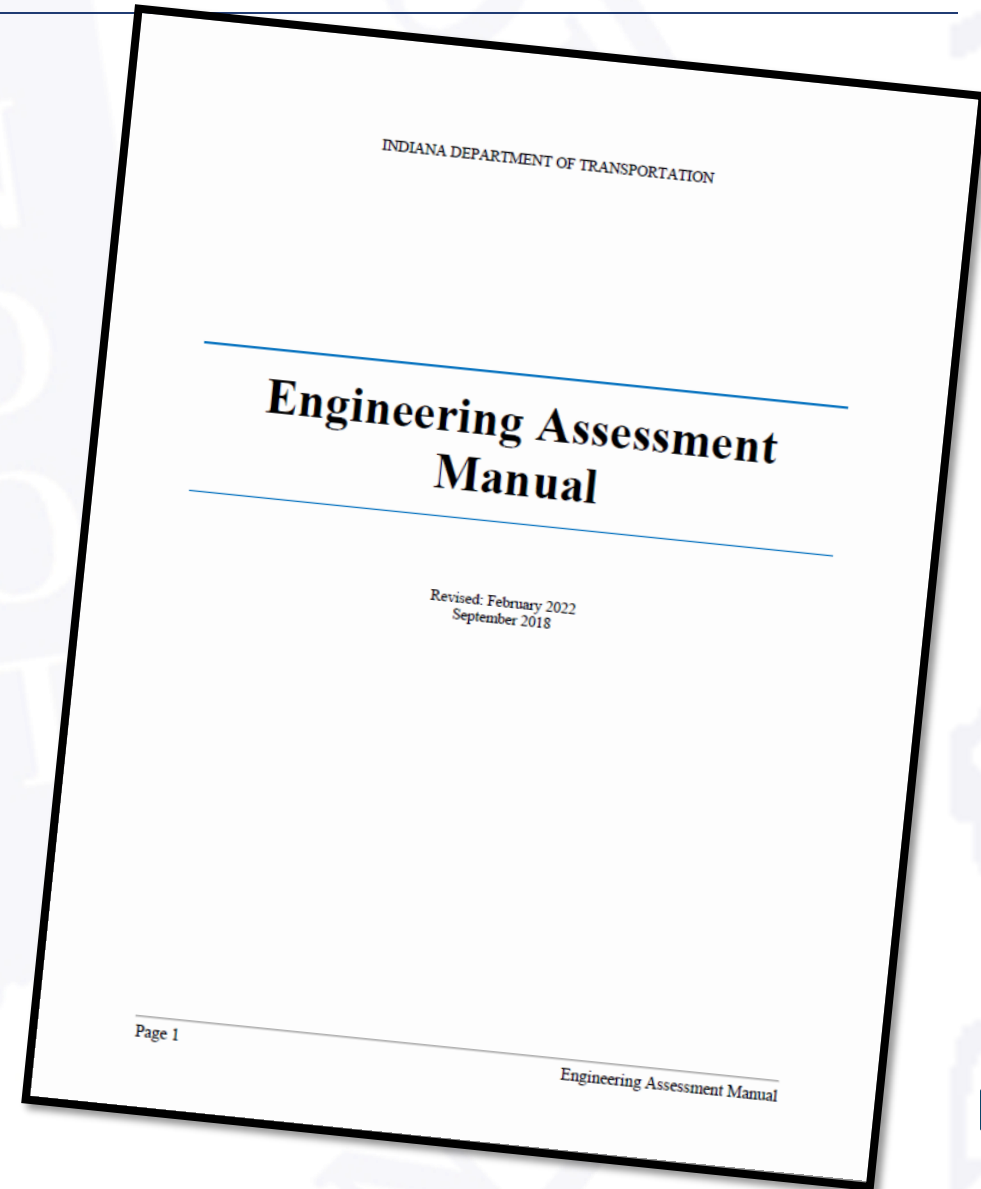 INDIANA DEPARTMENT OF TRANSPORTATION
Engineering Assessment
Manual
Revised: February 2022
September 2018
Page 1
Engineering Assessment Manual